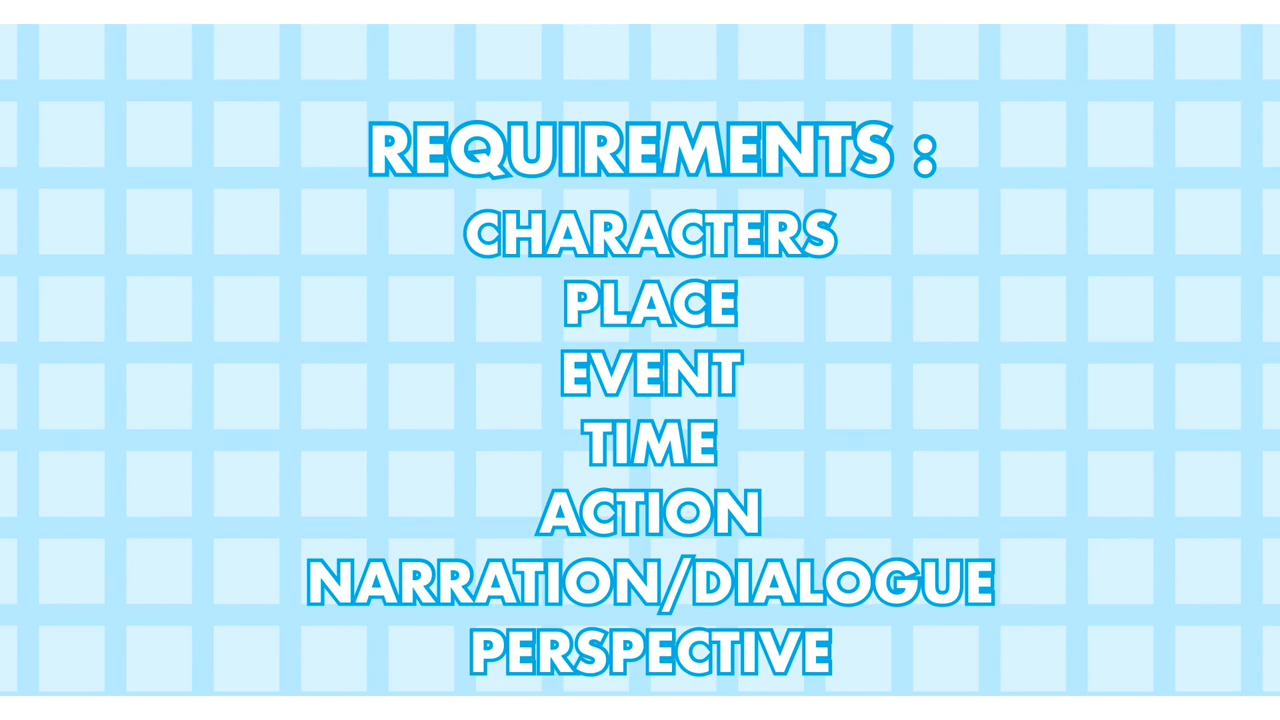 REQUIREMENTS :
CHARACTERS
PLACE
EVENT
TIME
ACTION
NARRATION/DIALOGUE
PERSPECTIVE